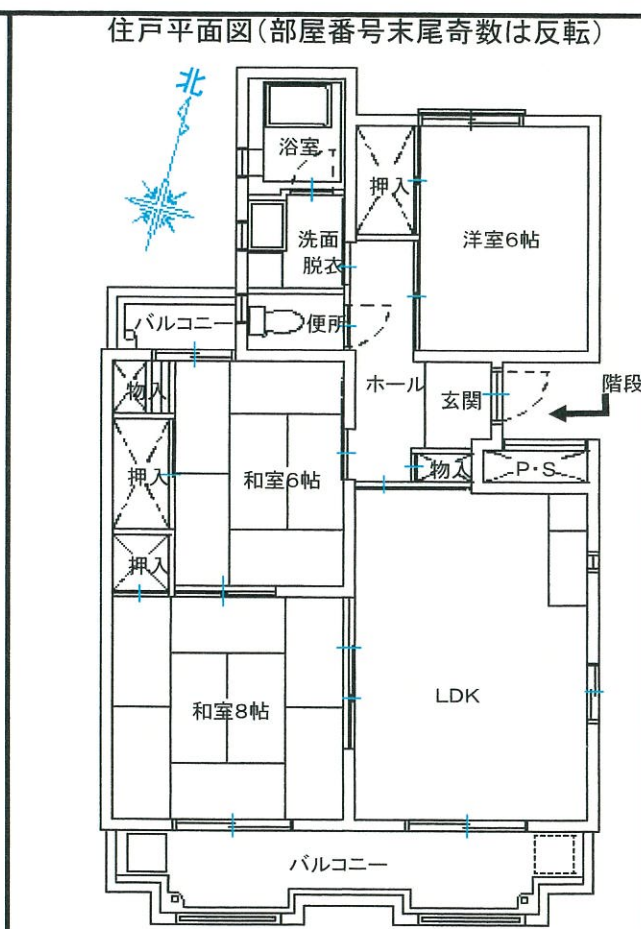 住戸平面図(部屋番号末尾奇数は反転)
北
浴室
押入
洋室6帖
洗面
脱衣
バルコニー
便所
ホール
玄関
階段
物入
押入
和室6帖
物入
P・S
押入
和室8帖
LDK
バルコニー